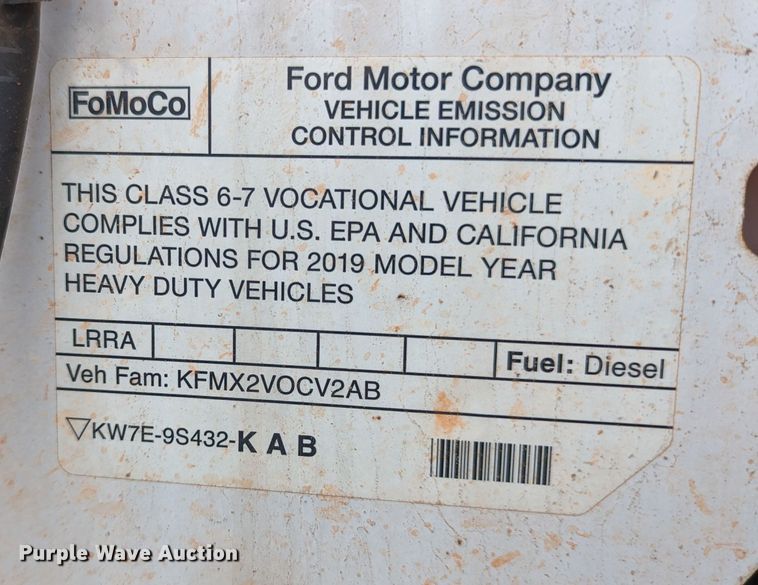 FoMoCo
Ford Motor Company
VEHICLE EMISSION
CONTROL INFORMATION
THIS CLASS 6-7 VOCATIONAL VEHICLE
COMPLIES WITH U.S. EPA AND CALIFORNIA
REGULATIONS FOR 2019 MODEL YEAR
HEAVY DUTY VEHICLES
LRRA
Fuel: Diesel
Veh Fam: KFMX2VOCV2AB
▽KW7E-9S432-K A B
Purple Wave Auction